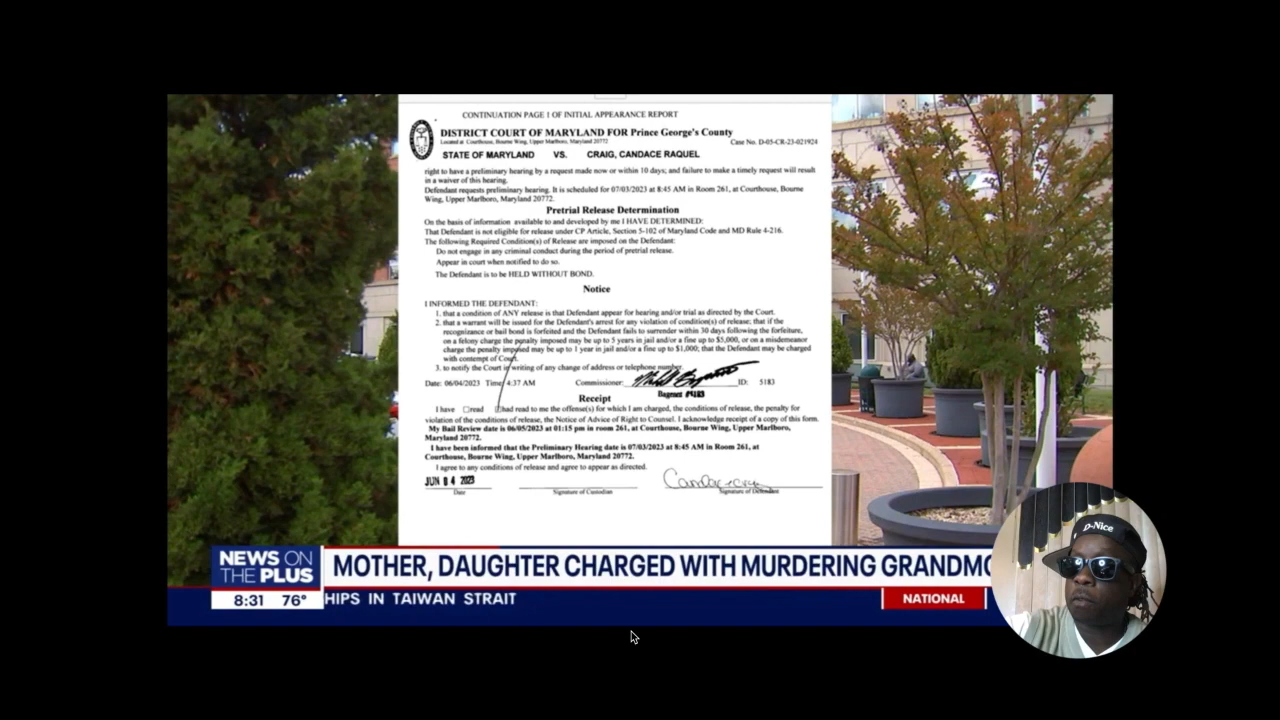 CONTINUATION PAGE 1 OF INITIAL APPEARANCE REPORT
DISTRICT COURT OF MARYLAND FOR Prince George's County
Located at Courthouse, Bourne Wing, Upper Marlboro, Maryland 20772
Case No. D-05-CR-23-021924
STATE OF MARYLAND VS. CRAIG, CANDACE RAQUEL
right to have a preliminary hearing by a request made now or within 10 days; and failure to make a timely request will result
in a waiver of this hearing.
Defendant requests preliminary hearing. It is scheduled for 07/03/2023 at 8:45 AM in Room 261, at Courthouse, Bourne
Wing, Upper Marlboro, Maryland 20772.
Pretrial Release Determination
On the basis of information available to and developed by me I HAVE DETERMINED:
That Defendant is not eligible for release under CP Article, Section 5-102 of Maryland Code and MD Rule 4-216.
The following Required Condition(s) of Release are imposed on the Defendant:
Do not engage in any criminal conduct during the period of pretrial release.
Appear in court when notified to do so.
The Defendant is to be HELD WITHOUT BOND.
Notice
I INFORMED THE DEFENDANT:
1. that a condition of ANY release is that Defendant appear for hearing and/or trial as directed by the Court.
2. that a warrant will be issued for the Defendant's arrest for any violation of condition(s) of release; that if the
recognizance or bail bond is forfeited and the Defendant fails to surrender within 30 days following the forfeiture,
on a felony charge the penalty imposed may be up to 5 years in jail and/or a fine up to $5,000, or on a misdemeanor
charge the penalty imposed may be up to 1 year in jail and/or a fine up to $1,000; that the Defendant may be charged
with contempt of Court.
3. to notify the Court in writing of any change of address or telephone number.
Date: 06/04/2023 Time: 4:37 AM Commissioner: ID: 5183
Receipt
I have read had read to me the offense(s) for which I am charged, the conditions of release, the penalty for
violation of the conditions of release, the Notice of Advice of Right to Counsel. I acknowledge receipt of a copy of this form.
My Bail Review date is 06/05/2023 at 01:15 pm in room 261, at Courthouse, Bourne Wing, Upper Marlboro,
Maryland 20772.
I have been informed that the Preliminary Hearing date is 07/03/2023 at 8:45 AM in Room 261, at
Courthouse, Bourne Wing, Upper Marlboro, Maryland 20772.
I agree to any conditions of release and agree to appear as directed.
JUN 04 2023
Date Signature of Custodian Signature of Defendant
NEWS ON
THE PLUS
MOTHER, DAUGHTER CHARGED WITH MURDERING GRANDMO
8:31 76° HIPS IN TAIWAN STRAIT
NATIONAL
D-Nice